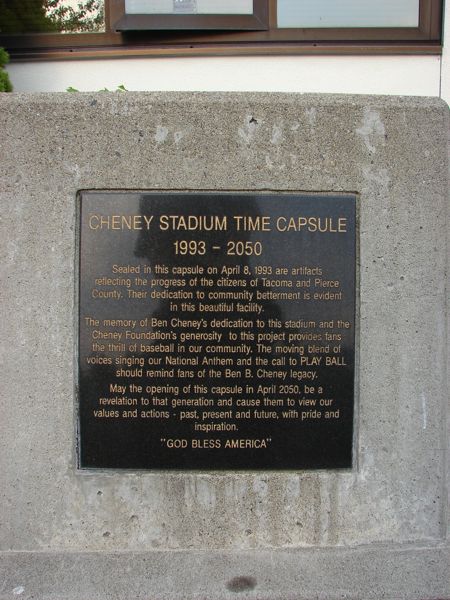 CHENEY STADIUM TIME CAPSULE
1993 - 2050
Sealed in this capsule on April 8, 1993 are artifacts
reflecting the progress of the citizens of Tacoma and Pierce
County. Their dedication to community betterment is evident
in this beautiful facility.
The memory of Ben Cheney's dedication to this stadium and the
Cheney Foundation's generosity to this project provides fans
the thrill of baseball in our community. The moving blend of
voices singing our National Anthem and the call to PLAY BALL
should remind fans of the Ben B. Cheney legacy.
May the opening of this capsule in April 2050, be a
revelation to that generation and cause them to view our
values and actions - past, present and future, with pride and
inspiration.
"GOD BLESS AMERICA"